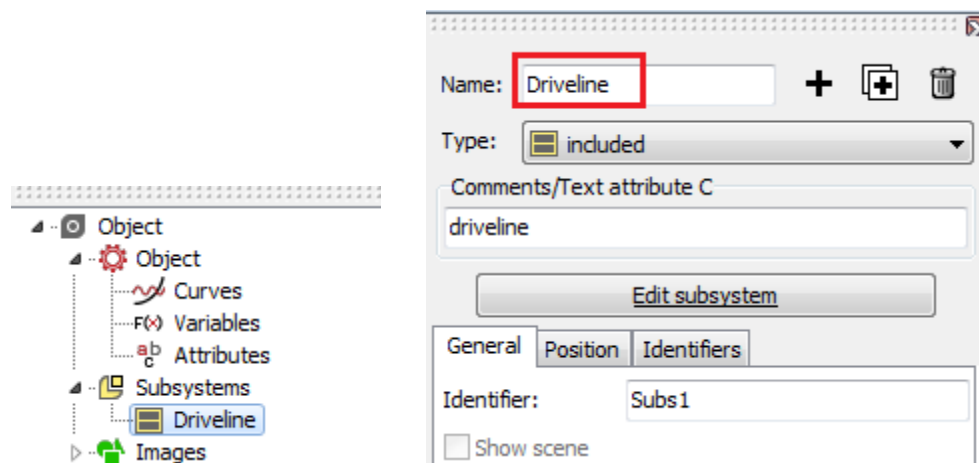 Object
Object
Curves
F(x) Variables
ab
c Attributes
Subsystems
Driveline
Images
Name: Driveline
Type: included
Comments/Text attribute C
driveline
Edit subsystem
General Position Identifiers
Identifier: Subs1
Show scene